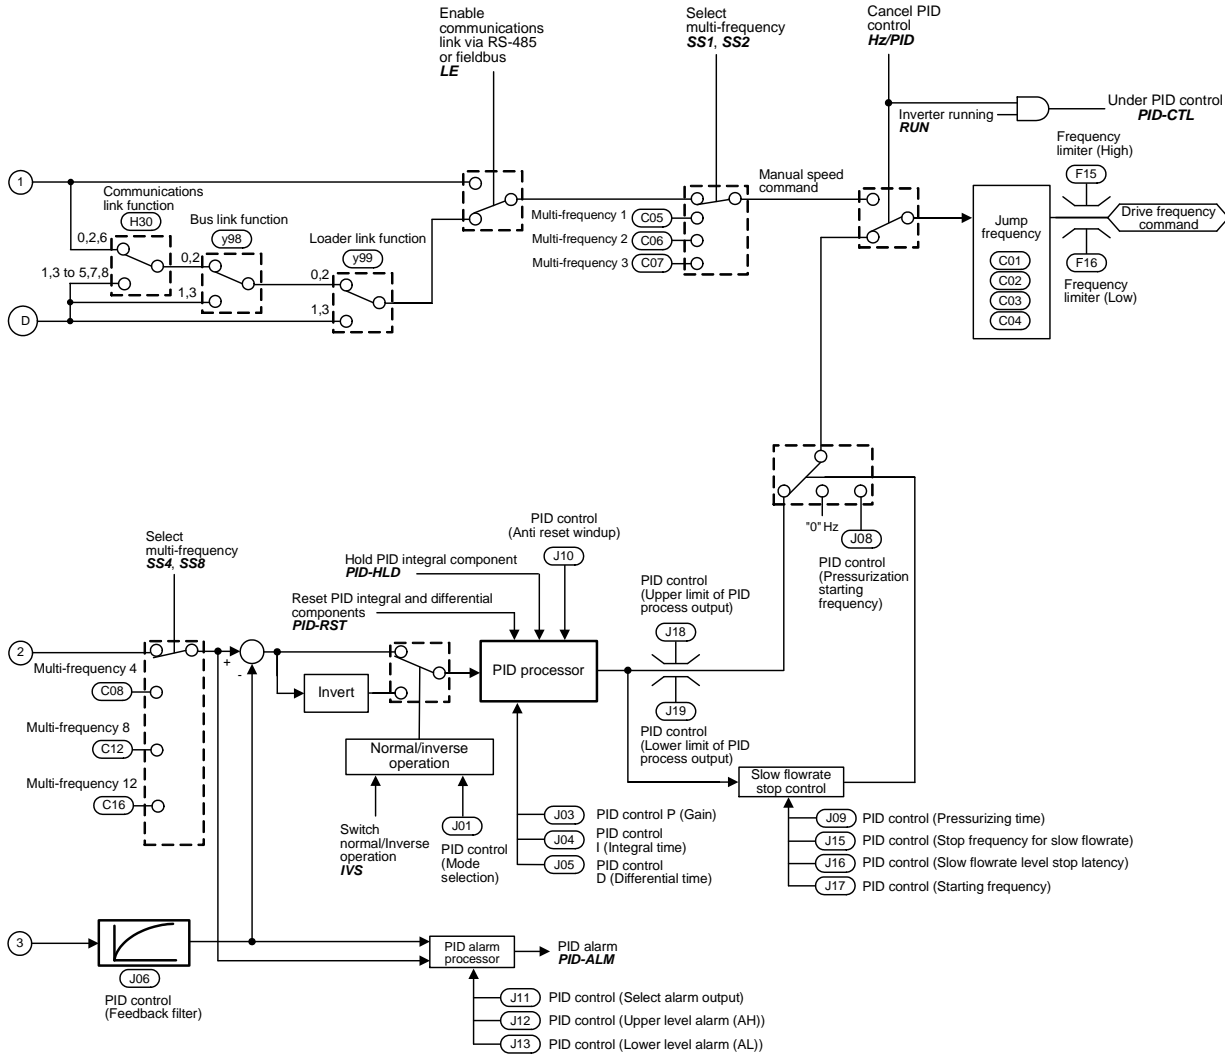 Enable
communications
link via RS-485
or fieldbus
LE
Select
multi-frequency
SS1, SS2
Cancel PID
control
Hz/PID
Inverter running
RUN
Under PID control
PID-CTL
Frequency
limiter (High)
F15
1
Communications
link function
H30
0,2,6
1,3 to 5,7,8
Bus link function
y98
0,2
1,3
Loader link function
y99
0,2
1,3
D
Multi-frequency 1
C05
Multi-frequency 2
C06
Multi-frequency 3
C07
Manual speed
command
Jump
frequency
C01
C02
C03
C04
Drive frequency
command
F16
Frequency
limiter (Low)
"0" Hz
J08
PID control
(Pressurization
starting
frequency)
Select
multi-frequency
SS4, SS8
PID control
(Anti reset windup)
J10
Hold PID integral component
PID-HLD
Reset PID integral and differential
components
PID-RST
PID control
(Upper limit of PID
process output)
J18
2
Multi-frequency 4
C08
Multi-frequency 8
C12
Multi-frequency 12
C16
+
-
Invert
PID processor
J19
PID control
(Lower limit of PID
process output)
Normal/inverse
operation
Switch
normal/Inverse
operation
IVS
J01
PID control
(Mode
selection)
J03
PID control P (Gain)
J04
PID control
I (Integral time)
J05
PID control
D (Differential time)
Slow flowrate
stop control
J09
PID control (Pressurizing time)
J15
PID control (Stop frequency for slow flowrate)
J16
PID control (Slow flowrate level stop latency)
J17
PID control (Starting frequency)
3
J06
PID control
(Feedback filter)
PID alarm
processor
PID alarm
PID-ALM
J11
PID control (Select alarm output)
J12
PID control (Upper level alarm (AH))
J13
PID control (Lower level alarm (AL))